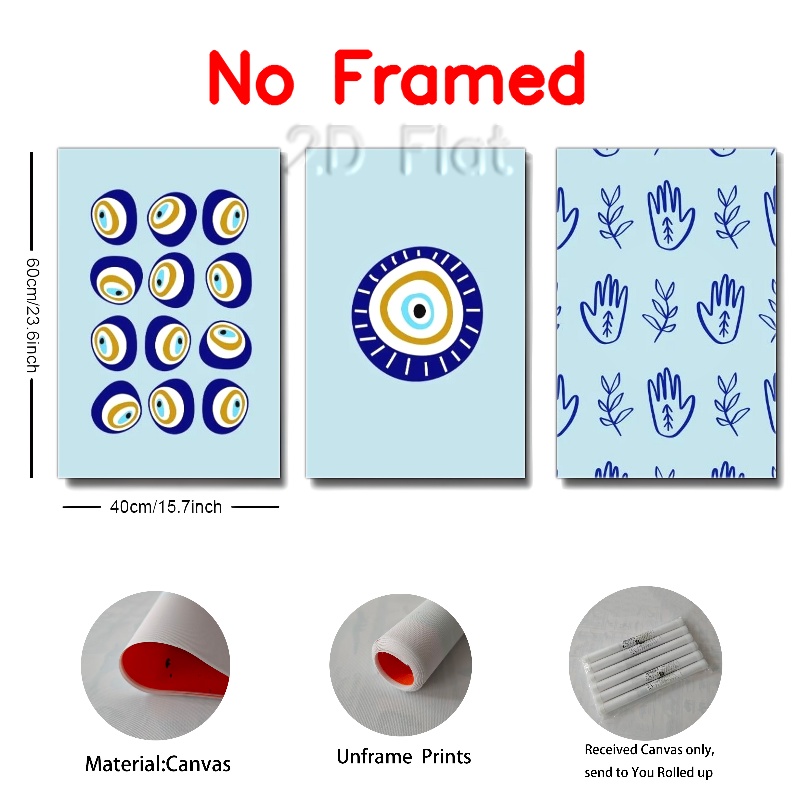 No Framed
2D Flat
60cm/23.6inch
40cm/15.7inch
Material:Canvas
Unframe Prints
Received Canvas only,
send to You Rolled up